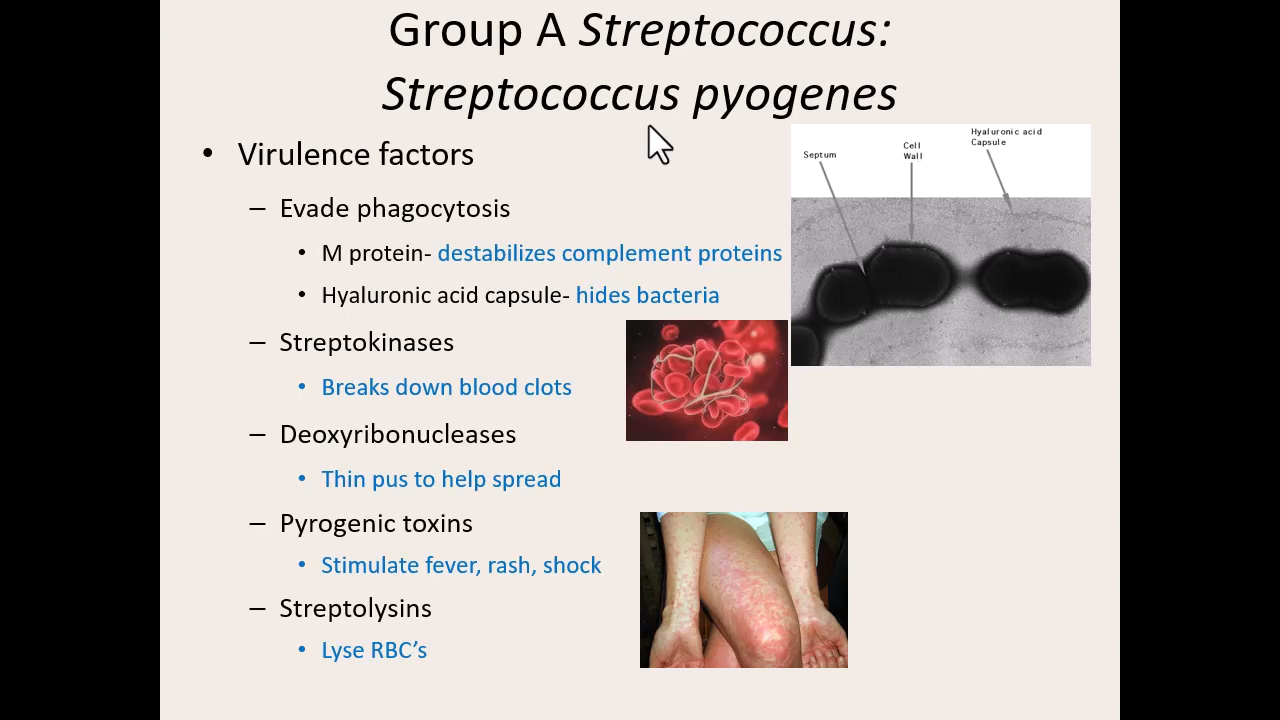 Group A Streptococcus:
Streptococcus pyogenes
• Virulence factors
– Evade phagocytosis
• M protein- destabilizes complement proteins
• Hyaluronic acid capsule- hides bacteria
– Streptokinases
• Breaks down blood clots
– Deoxyribonucleases
• Thin pus to help spread
– Pyrogenic toxins
• Stimulate fever, rash, shock
– Streptolysins
• Lyse RBC’s
Septum
Cell
Wall
Hyaluronic acid
Capsule